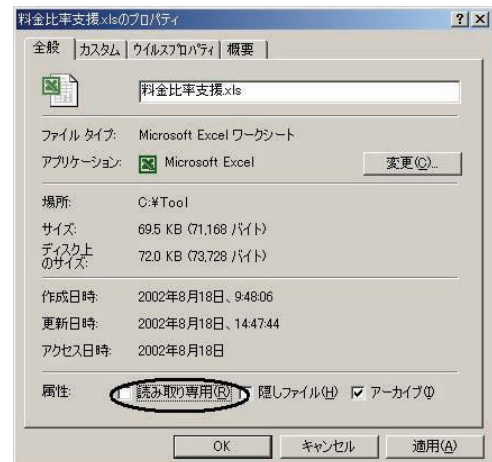 料金比率支援.xlsのプロパティ
全般 カスタム ウイルスプロパティ 概要
料金比率支援.xls
ファイル タイプ: Microsoft Excel ワークシート
アプリケーション: Microsoft Excel 変更(C)...
場所: C:¥Tool
サイズ: 69.5 KB (71,168 バイト)
ディスク上のサイズ: 72.0 KB (73,728 バイト)
作成日時: 2002年8月18日、9:48:06
更新日時: 2002年8月18日、14:47:44
アクセス日時: 2002年8月18日
属性: 読み取り専用(R) 隠しファイル(H) アーカイブ(I)
OK キャンセル 適用(A)